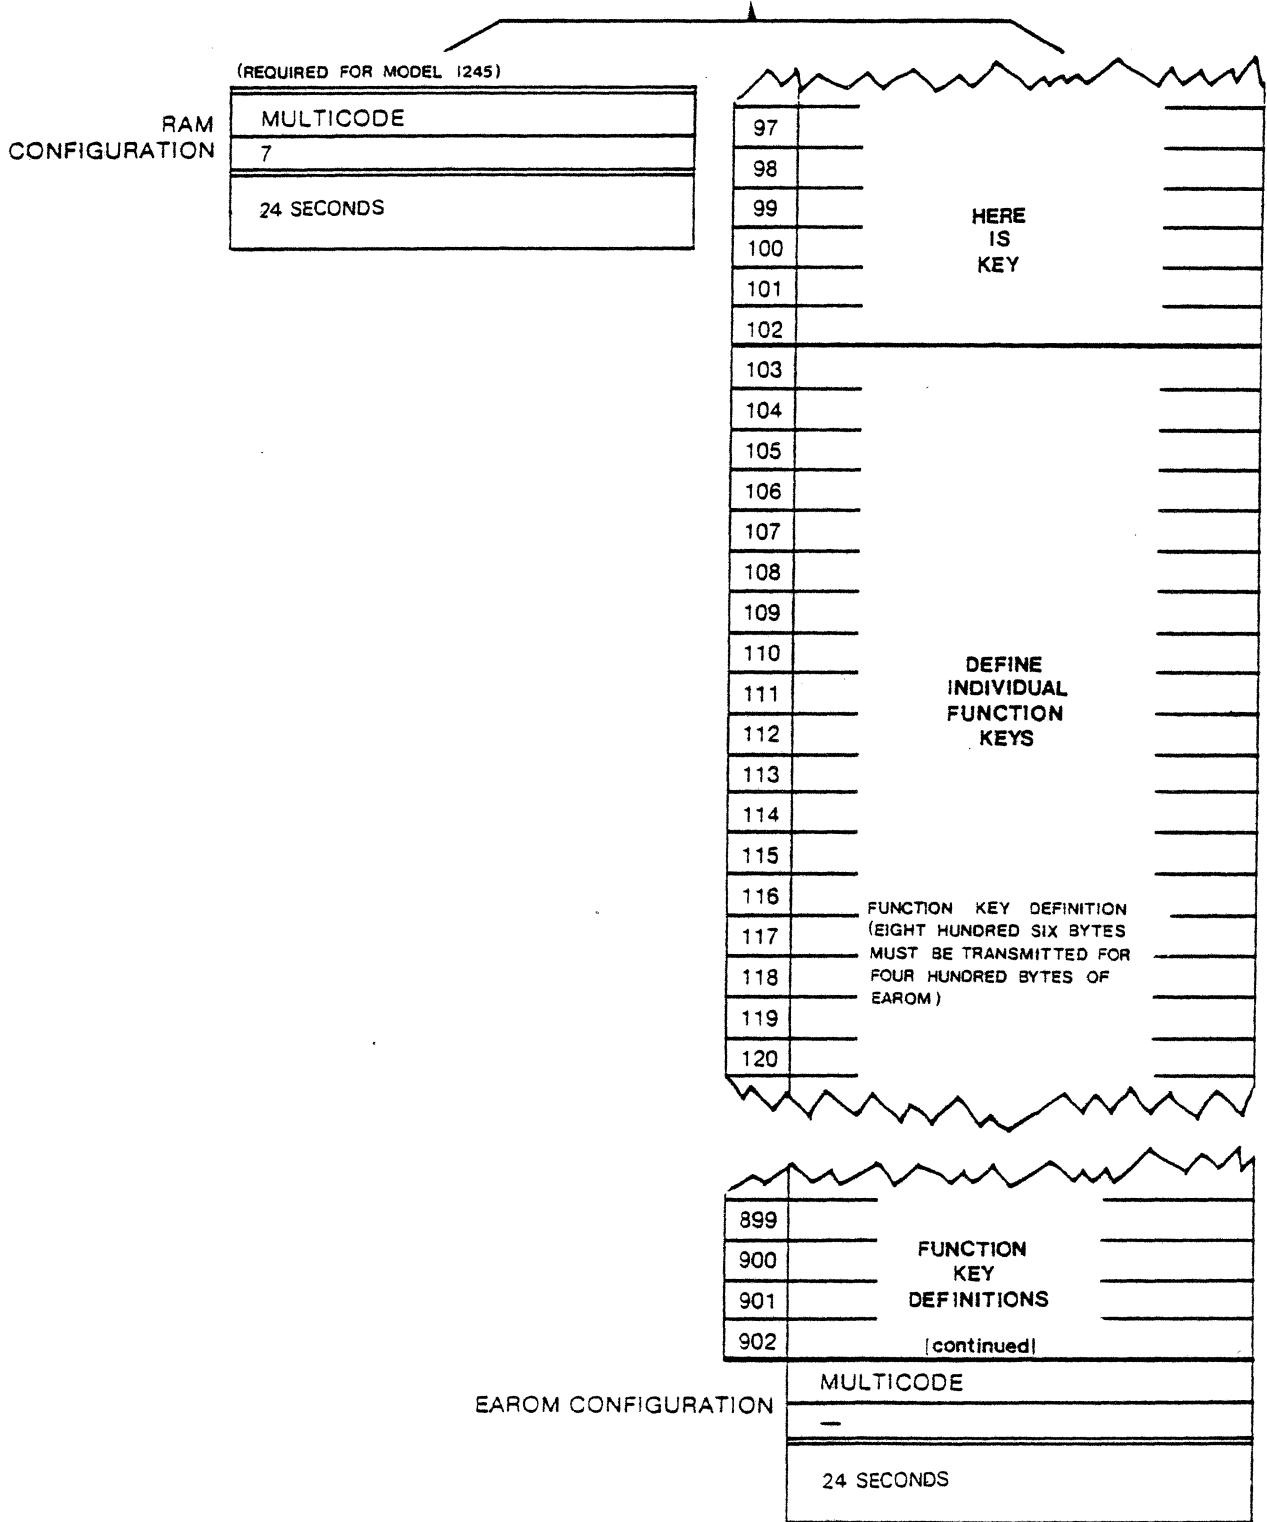 (REQUIRED FOR MODEL 1245)
RAM
CONFIGURATION
MULTICODE
7
24 SECONDS
97
98
99
100
101
102
HERE
IS
KEY
103
104
105
106
107
108
109
110
111
112
113
114
115
116
117
118
119
120
DEFINE
INDIVIDUAL
FUNCTION
KEYS
FUNCTION KEY DEFINITION
(EIGHT HUNDRED SIX BYTES
MUST BE TRANSMITTED FOR
FOUR HUNDRED BYTES OF
EAROM)
899
900
901
902
FUNCTION
KEY
DEFINITIONS
(continued)
EAROM CONFIGURATION
MULTICODE
—
24 SECONDS